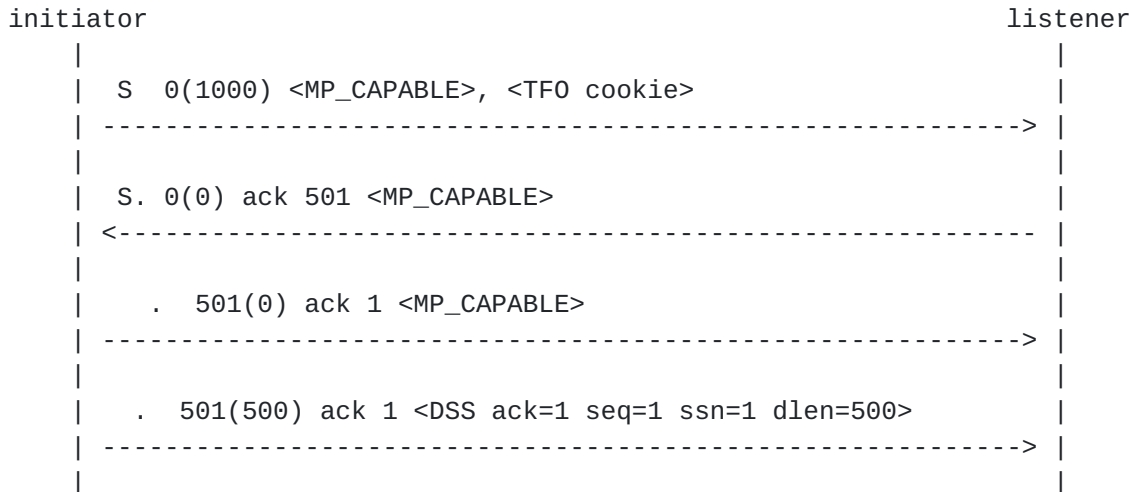 initiator                                                       listener
    |                                                               |
    |  S  0(1000) <MP_CAPABLE>, <TFO cookie>                        |
    | ------------------------------------------------------------> |
    |                                                               |
    |  S. 0(0) ack 501 <MP_CAPABLE>                                 |
    | <------------------------------------------------------------ |
    |                                                               |
    |    .  501(0) ack 1 <MP_CAPABLE>                               |
    | ------------------------------------------------------------> |
    |                                                               |
    |   .  501(500) ack 1 <DSS ack=1 seq=1 ssn=1 dlen=500>          |
    | ------------------------------------------------------------> |
    |                                                               |